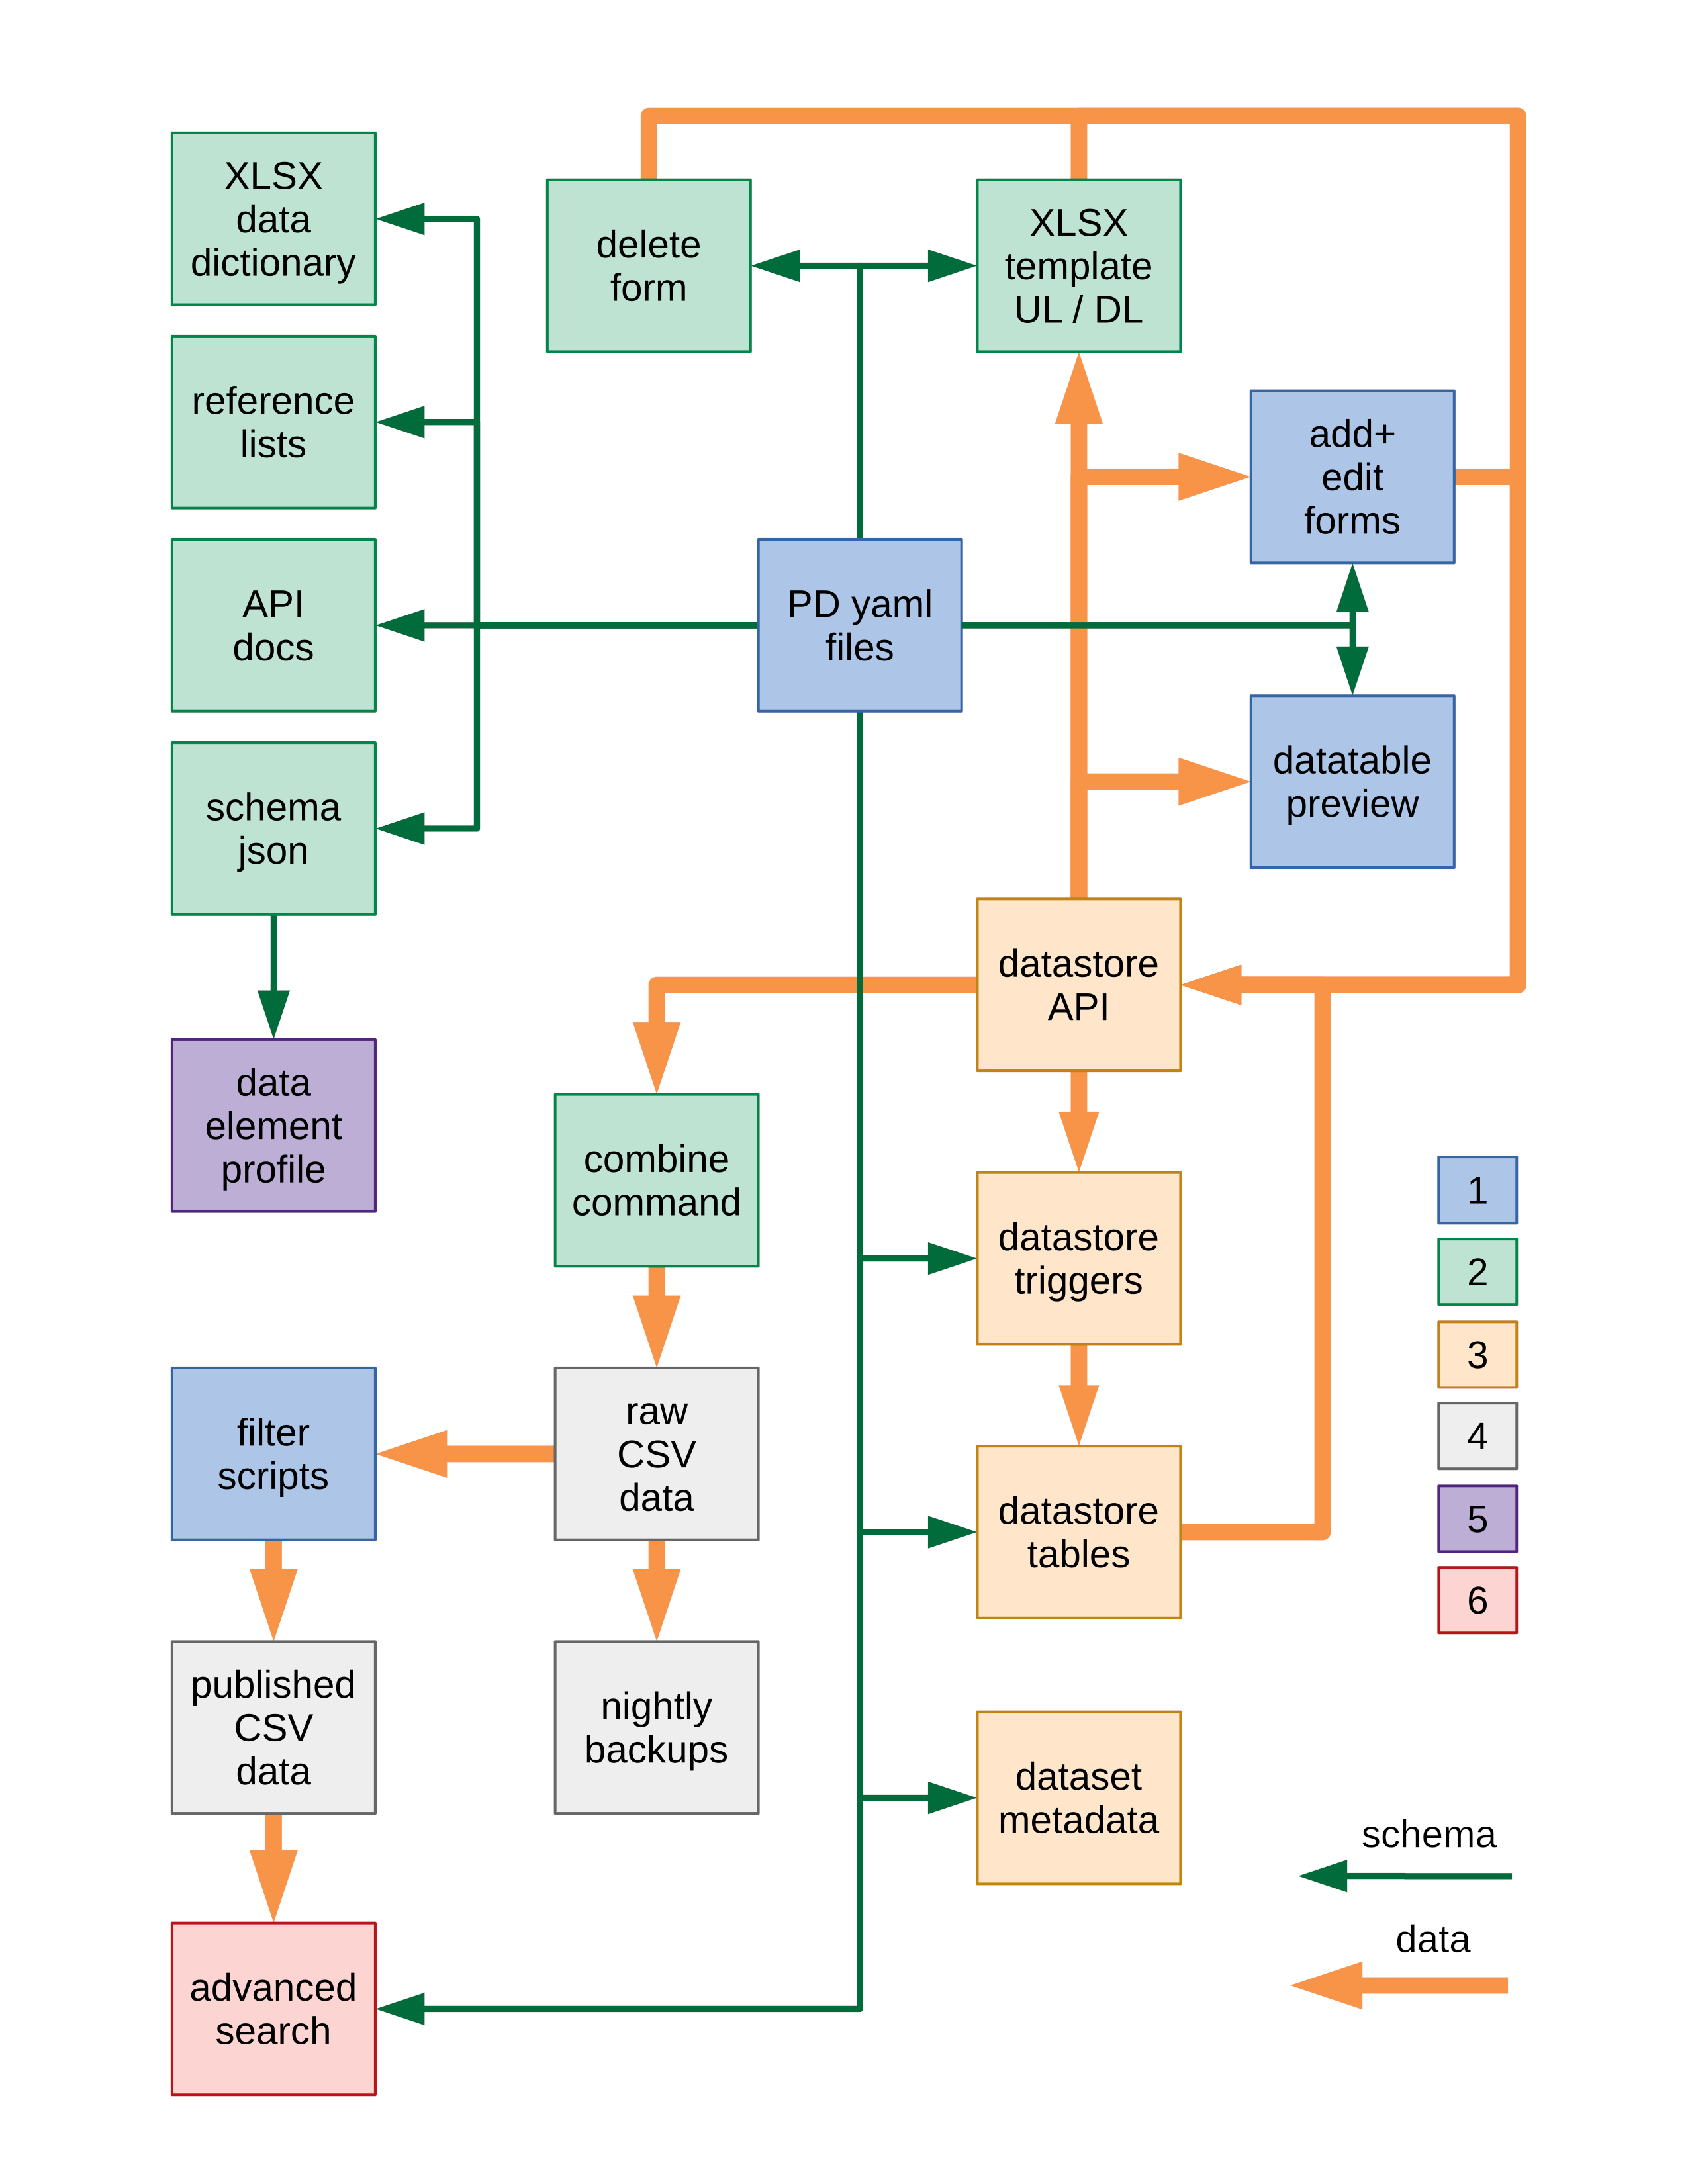 XLSX
data
dictionary
delete
form
XLSX
template
UL / DL
reference
lists
add+
edit
forms
API
docs
PD yaml
files
datatable
preview
schema
json
datastore
API
data
element
profile
combine
command
datastore
triggers
1
2
3
4
5
6
filter
scripts
raw
CSV
data
datastore
tables
published
CSV
data
nightly
backups
dataset
metadata
schema
data
advanced
search